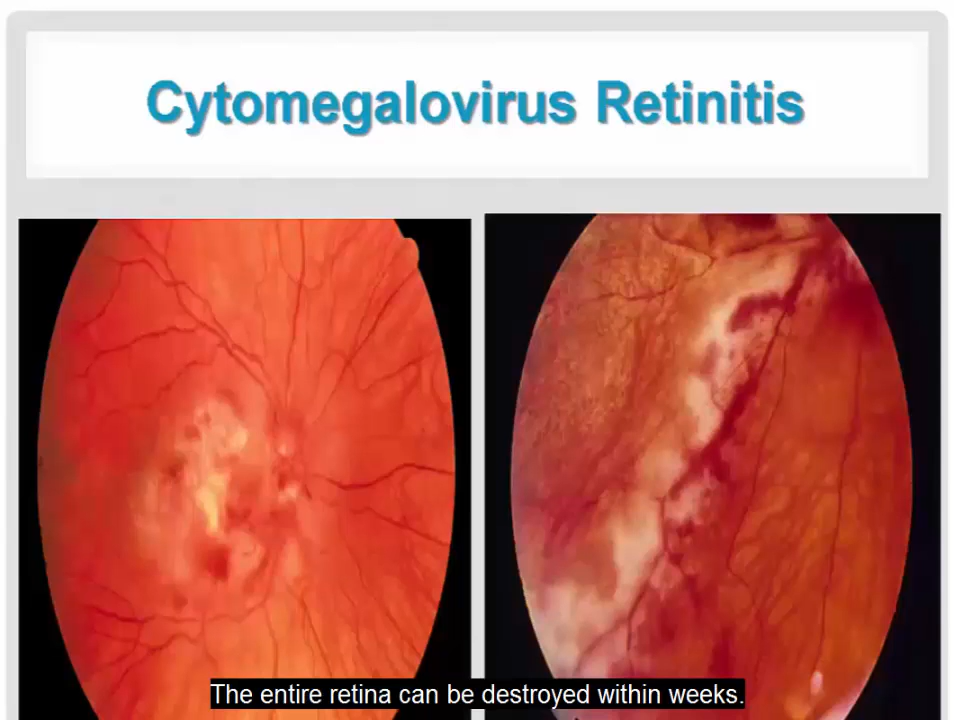 Cytomegalovirus Retinitis
The entire retina can be destroyed within weeks.